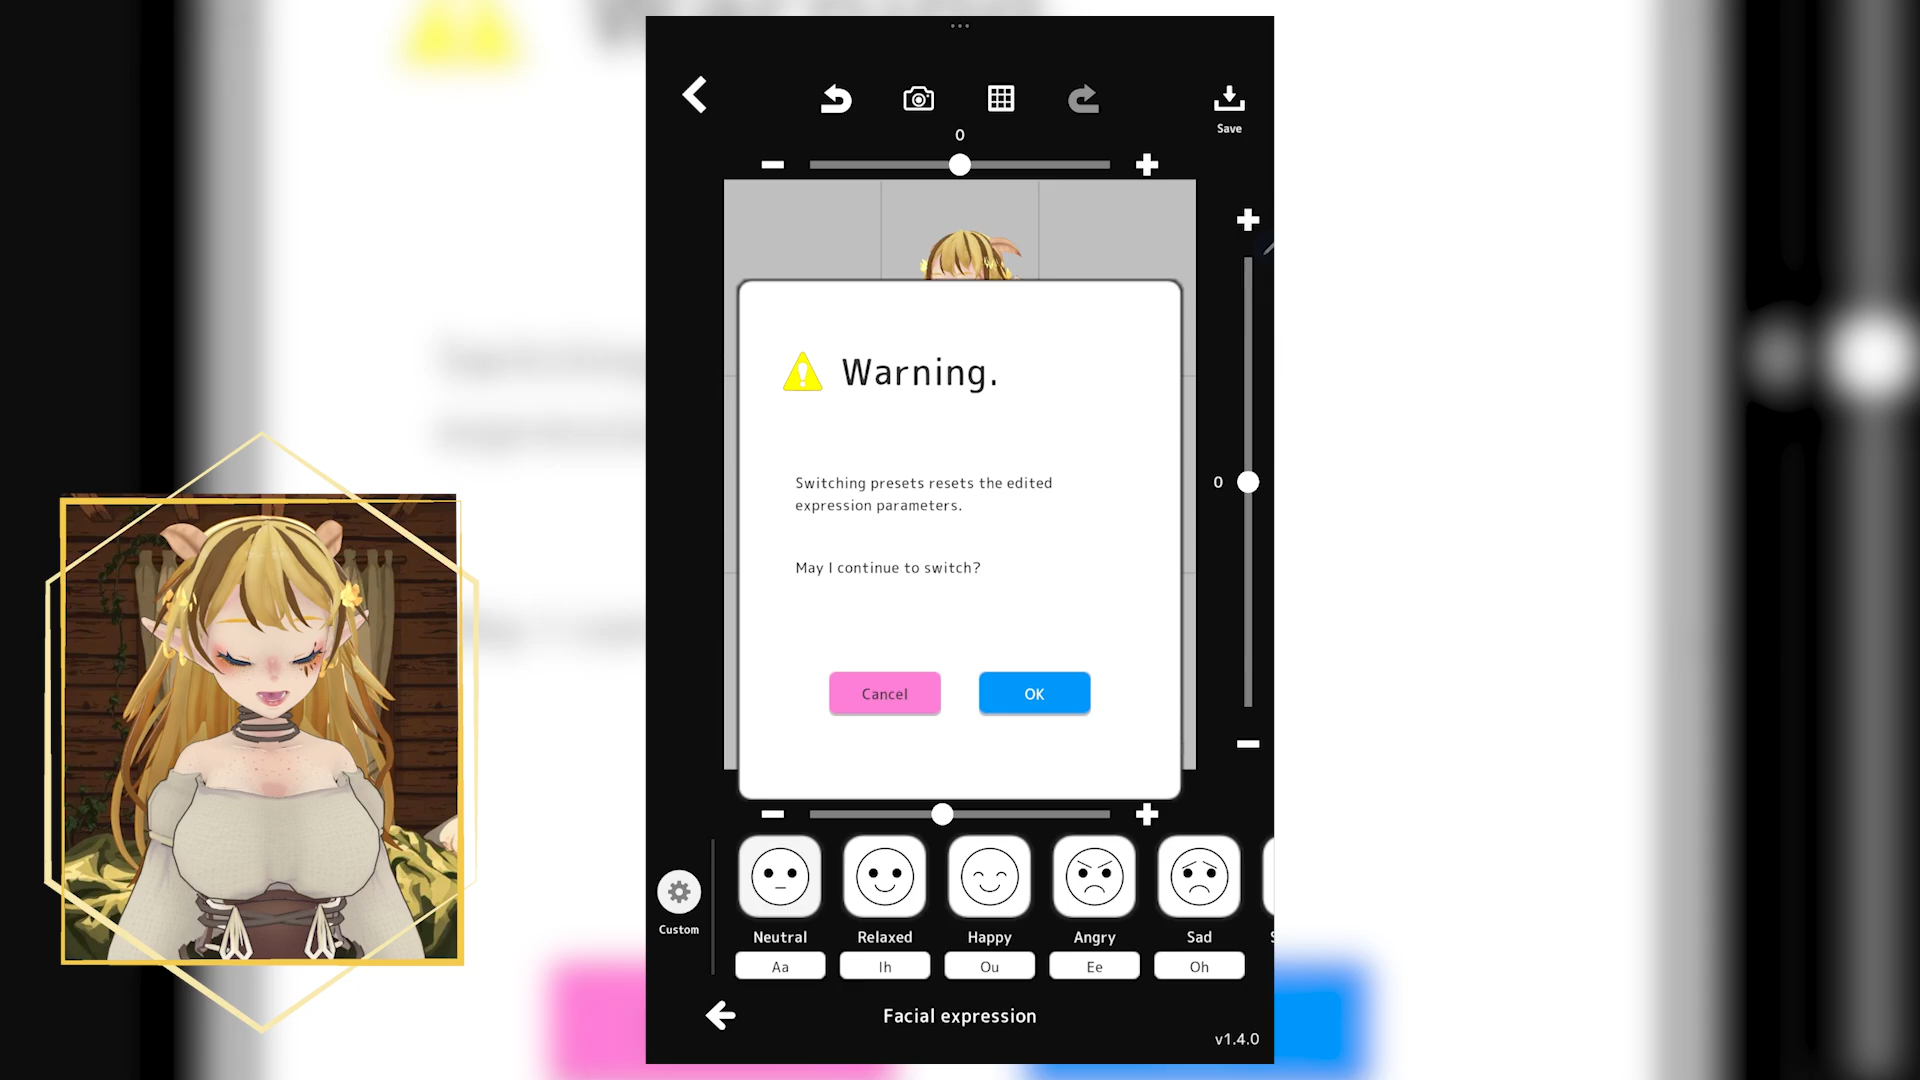 Save
0
Warning.
Switching presets resets the edited
expression parameters.
0
May I continue to switch?
Cancel
OK
Custom
Neutral
Relaxed
Happy
Angry
Sad
Aa
Ih
Ou
Ee
Oh
Facial expression
v1.4.0